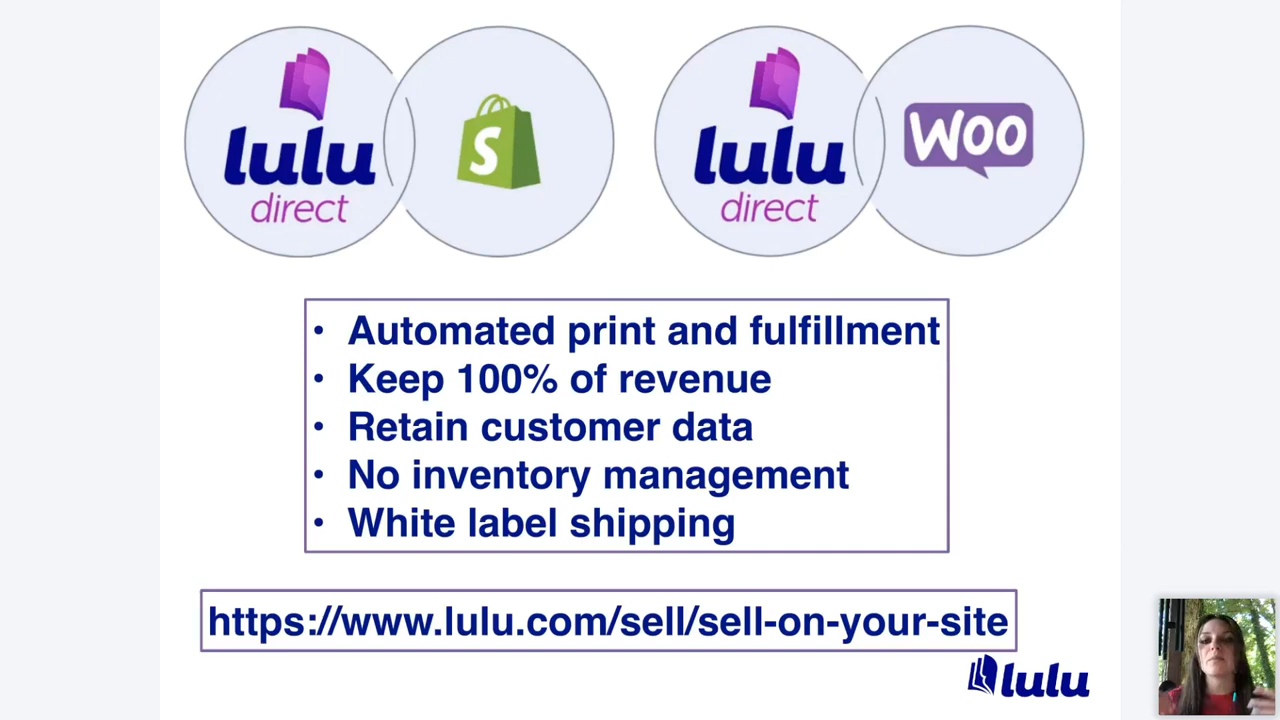 lulu
direct
S
lulu
direct
WOO
• Automated print and fulfillment
• Keep 100% of revenue
• Retain customer data
• No inventory management
• White label shipping
https://www.lulu.com/sell/sell-on-your-site
lulu